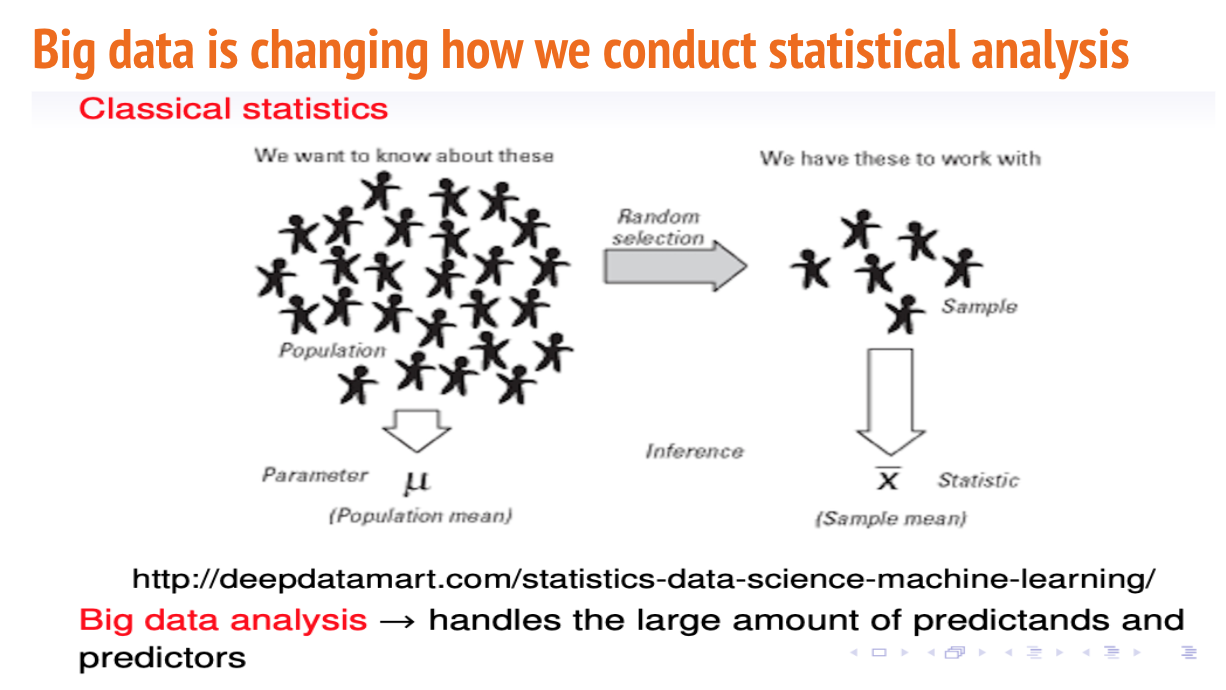 Big data is changing how we conduct statistical analysis
Classical statistics
We want to know about these
We have these to work with
Random
selection
Sample
Population
Inference
Parameter μ
x̅ Statistic
(Population mean)
(Sample mean)
http://deepdatamart.com/statistics-data-science-machine-learning/
Big data analysis → handles the large amount of predictands and
predictors